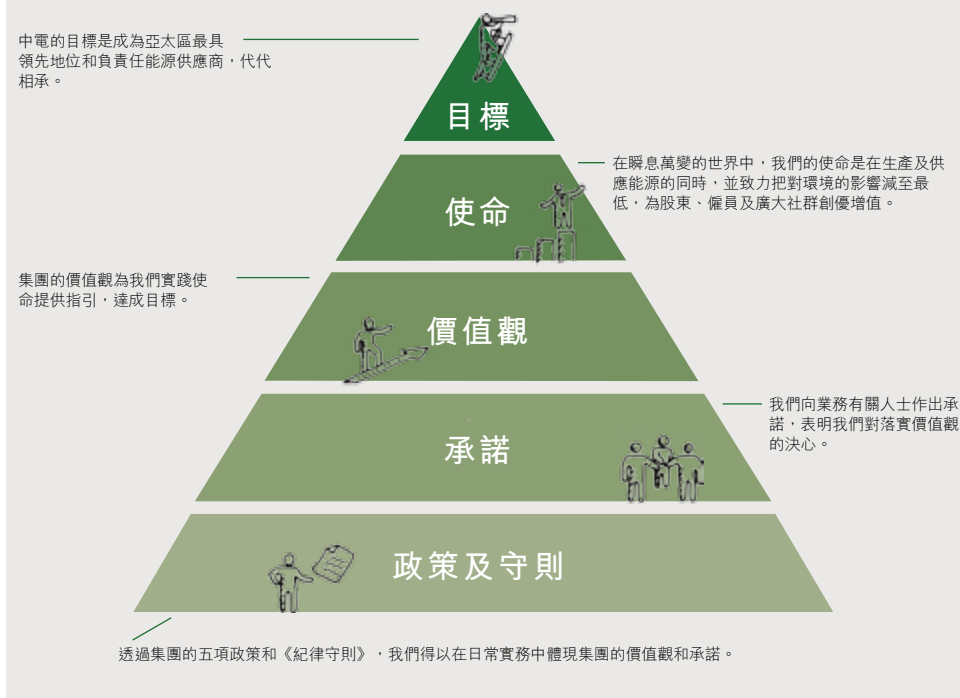 中電的目標是成為亞太區最具
領先地位和負責任能源供應商，代代
相承。
目標
在瞬息萬變的世界中，我們的使命是在生產及供
應能源的同時，並致力把對環境的影響減至最
低，為股東、僱員及廣大社群創優增值。
使命
集團的價值觀為我們實踐使
命提供指引，達成目標。
價值觀
我們向業務有關人士作出承
諾，表明我們對落實價值觀
的決心。
承諾
政策及守則
透過集團的五項政策和《紀律守則》，我們得以在日常實務中體現集團的價值觀和承諾。